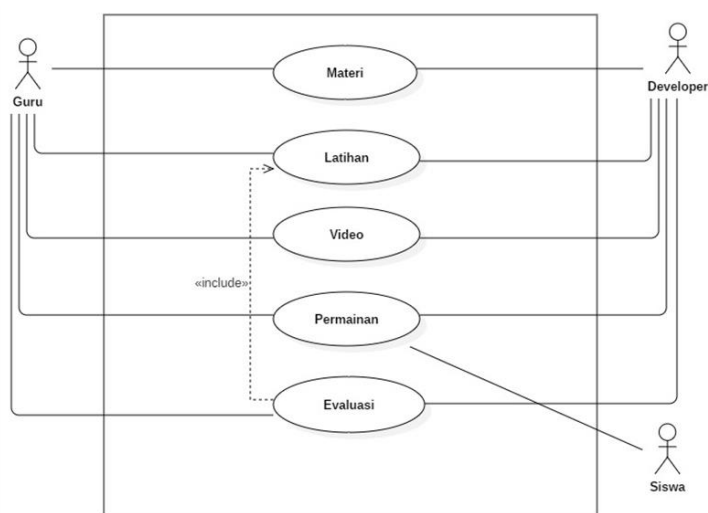 Guru
Developer
Materi
Latihan
Video
«include»
Permainan
Evaluasi
Siswa